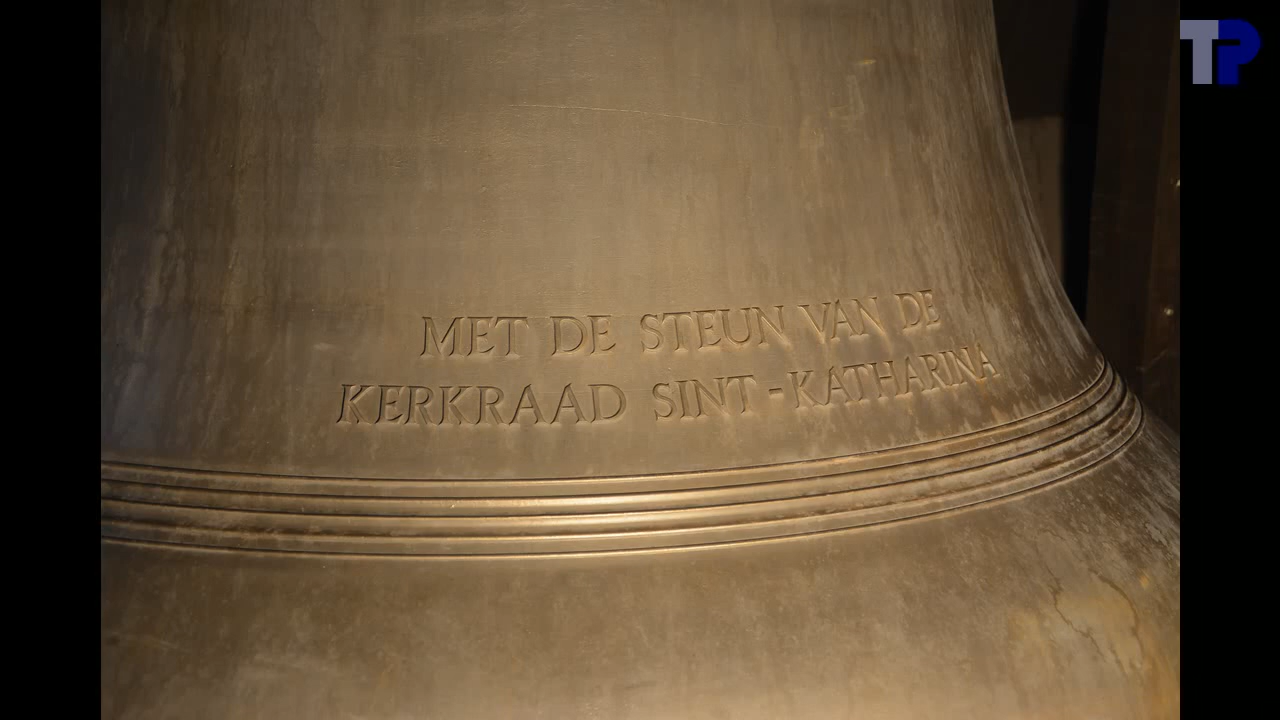 TP
MET DE STEUN VAN DE
KERKRAAD SINT-KATHARINA